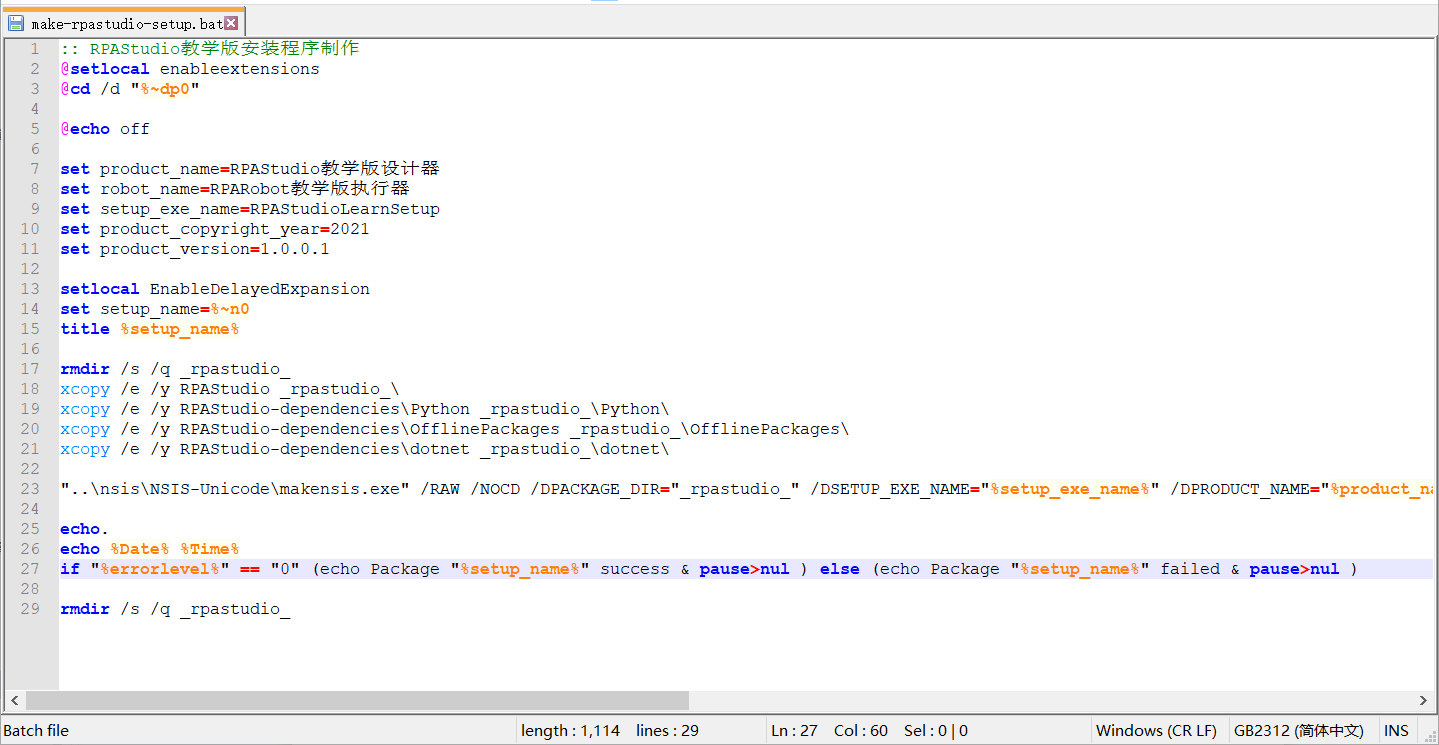 make-rpastudio-setup.bat
1 :: RPAStudio教学版安装程序制作
2 @setlocal enableextensions
3 @cd /d "%~dp0"
4
5 @echo off
6
7 set product_name=RPAStudio教学版设计器
8 set robot_name=RPARobot教学版执行器
9 set setup_exe_name=RPAStudioLearnSetup
10 set product_copyright_year=2021
11 set product_version=1.0.0.1
12
13 setlocal EnableDelayedExpansion
14 set setup_name=%~n0
15 title %setup_name%
16
17 rmdir /s /q _rpastudio_
18 xcopy /e /y RPAStudio _rpastudio_\
19 xcopy /e /y RPAStudio-dependencies\Python _rpastudio_\Python\
20 xcopy /e /y RPAStudio-dependencies\OfflinePackages _rpastudio_\OfflinePackages\
21 xcopy /e /y RPAStudio-dependencies\dotnet _rpastudio_\dotnet\
22
23 "..\nsis\NSIS-Unicode\makensis.exe" /RAW /NOCD /DPACKAGE_DIR="_rpastudio_" /DSETUP_EXE_NAME="%setup_exe_name%" /DPRODUCT_NAME="%product_na
24
25 echo.
26 echo %Date% %Time%
27 if "%errorlevel%" == "0" (echo Package "%setup_name%" success & pause>nul ) else (echo Package "%setup_name%" failed & pause>nul )
28
29 rmdir /s /q _rpastudio_
Batch file length : 1,114 lines : 29 Ln : 27 Col : 60 Sel : 0 | 0 Windows (CR LF) GB2312 (简体中文) INS